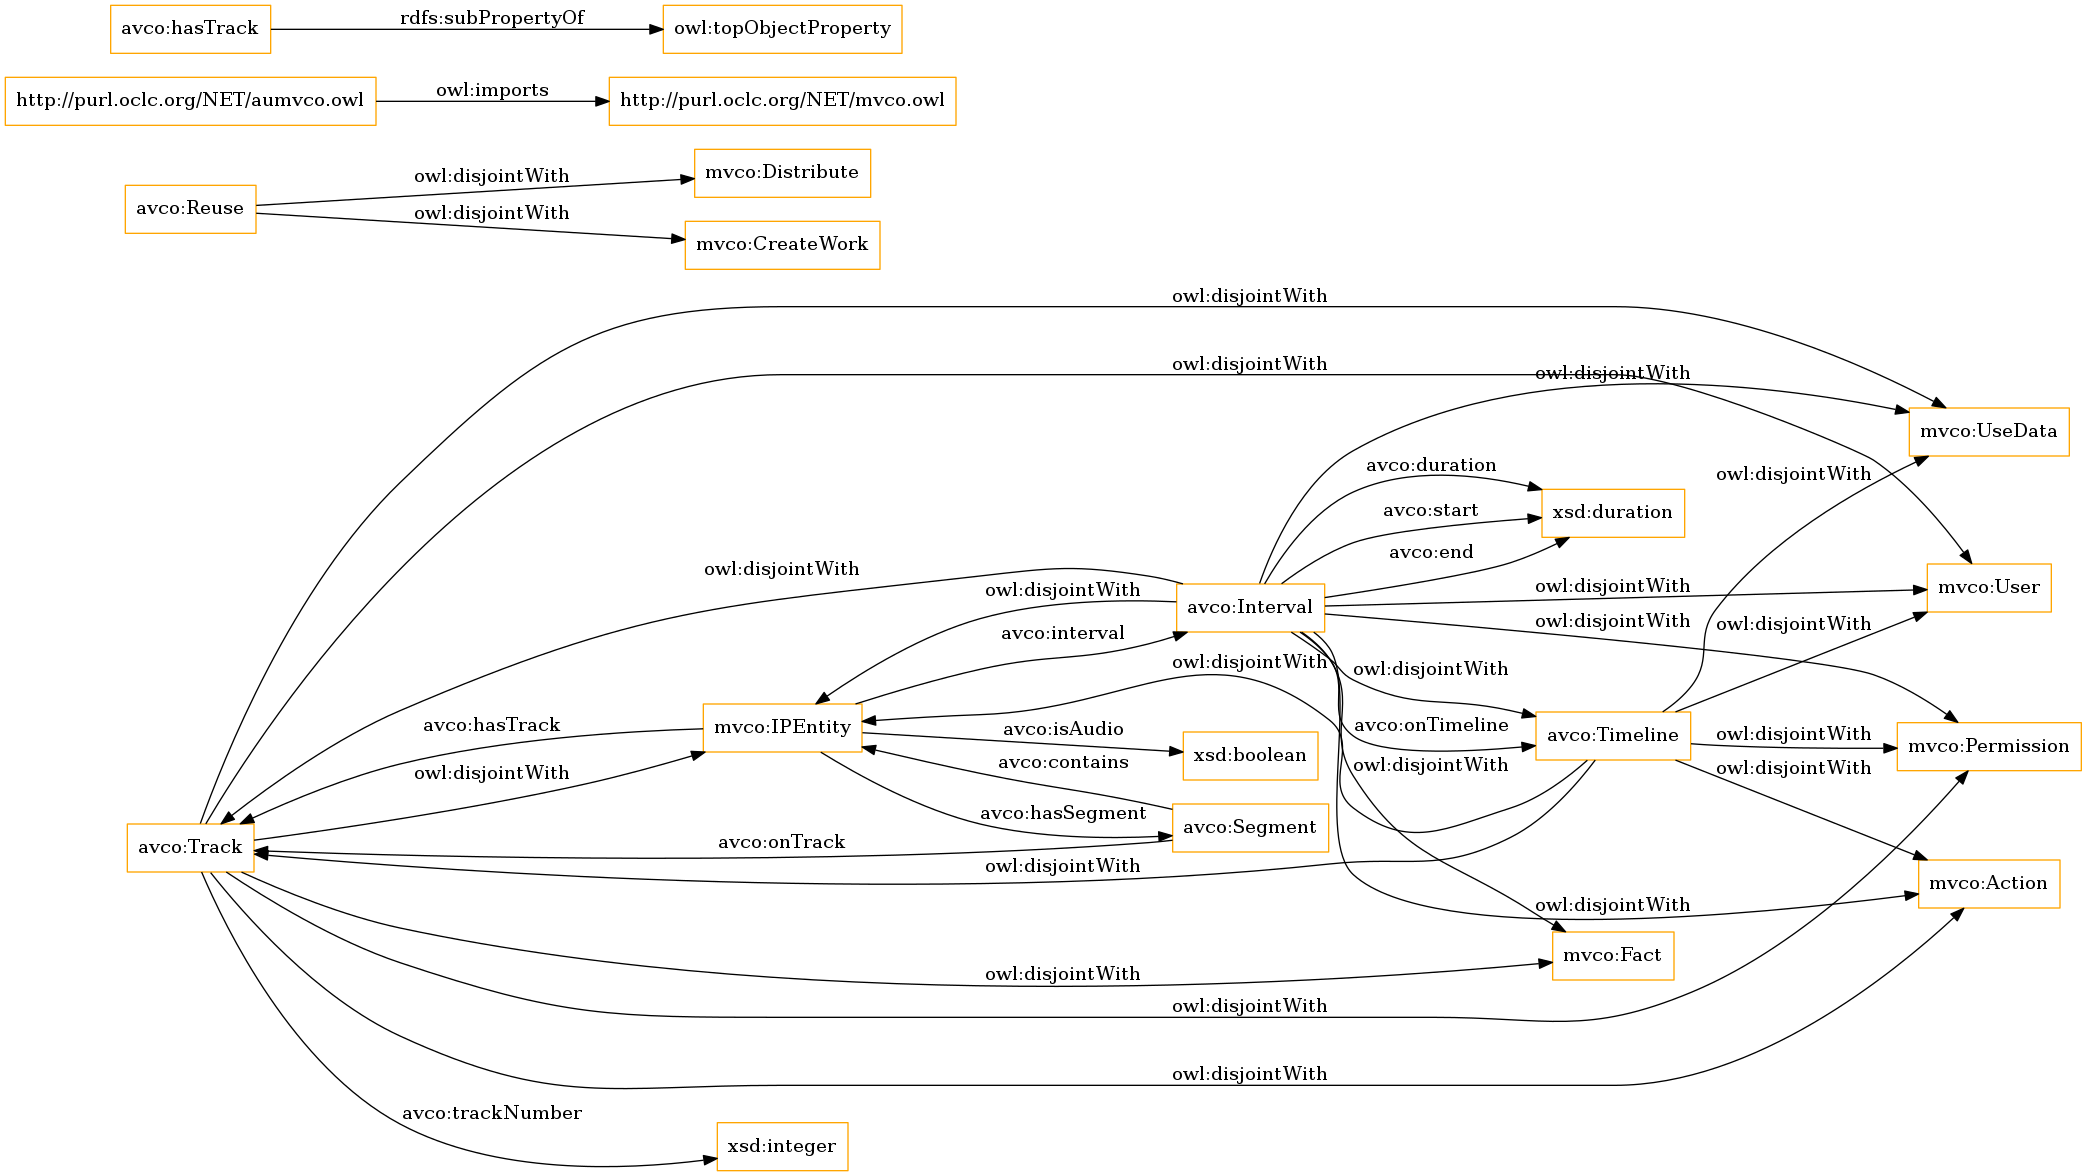 avco:hasTrack
rdfs:subPropertyOf
owl:topObjectProperty
http://purl.oclc.org/NET/aumvco.owl
owl:imports
http://purl.oclc.org/NET/mvco.owl
avco:Reuse
owl:disjointWith
mvco:Distribute
owl:disjointWith
mvco:CreateWork
owl:disjointWith
owl:disjointWith
owl:disjointWith
mvco:UseData
avco:duration
owl:disjointWith
avco:start
xsd:duration
avco:end
owl:disjointWith
owl:disjointWith
owl:disjointWith
mvco:User
avco:Interval
owl:disjointWith
owl:disjointWith
avco:interval
owl:disjointWith
owl:disjointWith
avco:hasTrack
mvco:IPEntity
avco:isAudio
avco:onTimeline
avco:Timeline
owl:disjointWith
mvco:Permission
xsd:boolean
avco:contains
owl:disjointWith
owl:disjointWith
owl:disjointWith
avco:hasSegment
avco:Segment
avco:Track
avco:onTrack
owl:disjointWith
mvco:Action
owl:disjointWith
mvco:Fact
owl:disjointWith
owl:disjointWith
owl:disjointWith
avco:trackNumber
xsd:integer